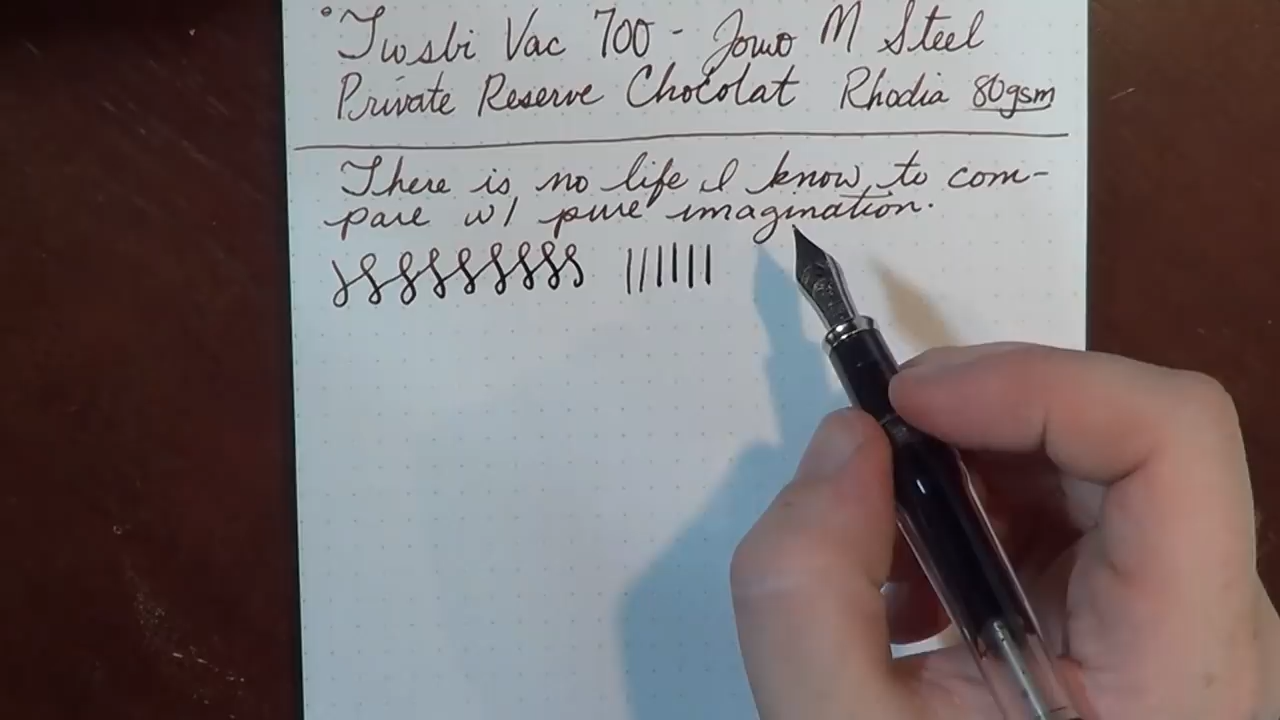 Twsbi Vac 700 - Jowo M Steel
Private Reserve Chocolat Rhodia 80gsm
There is no life I know to com-
pare w/ pure imagination.